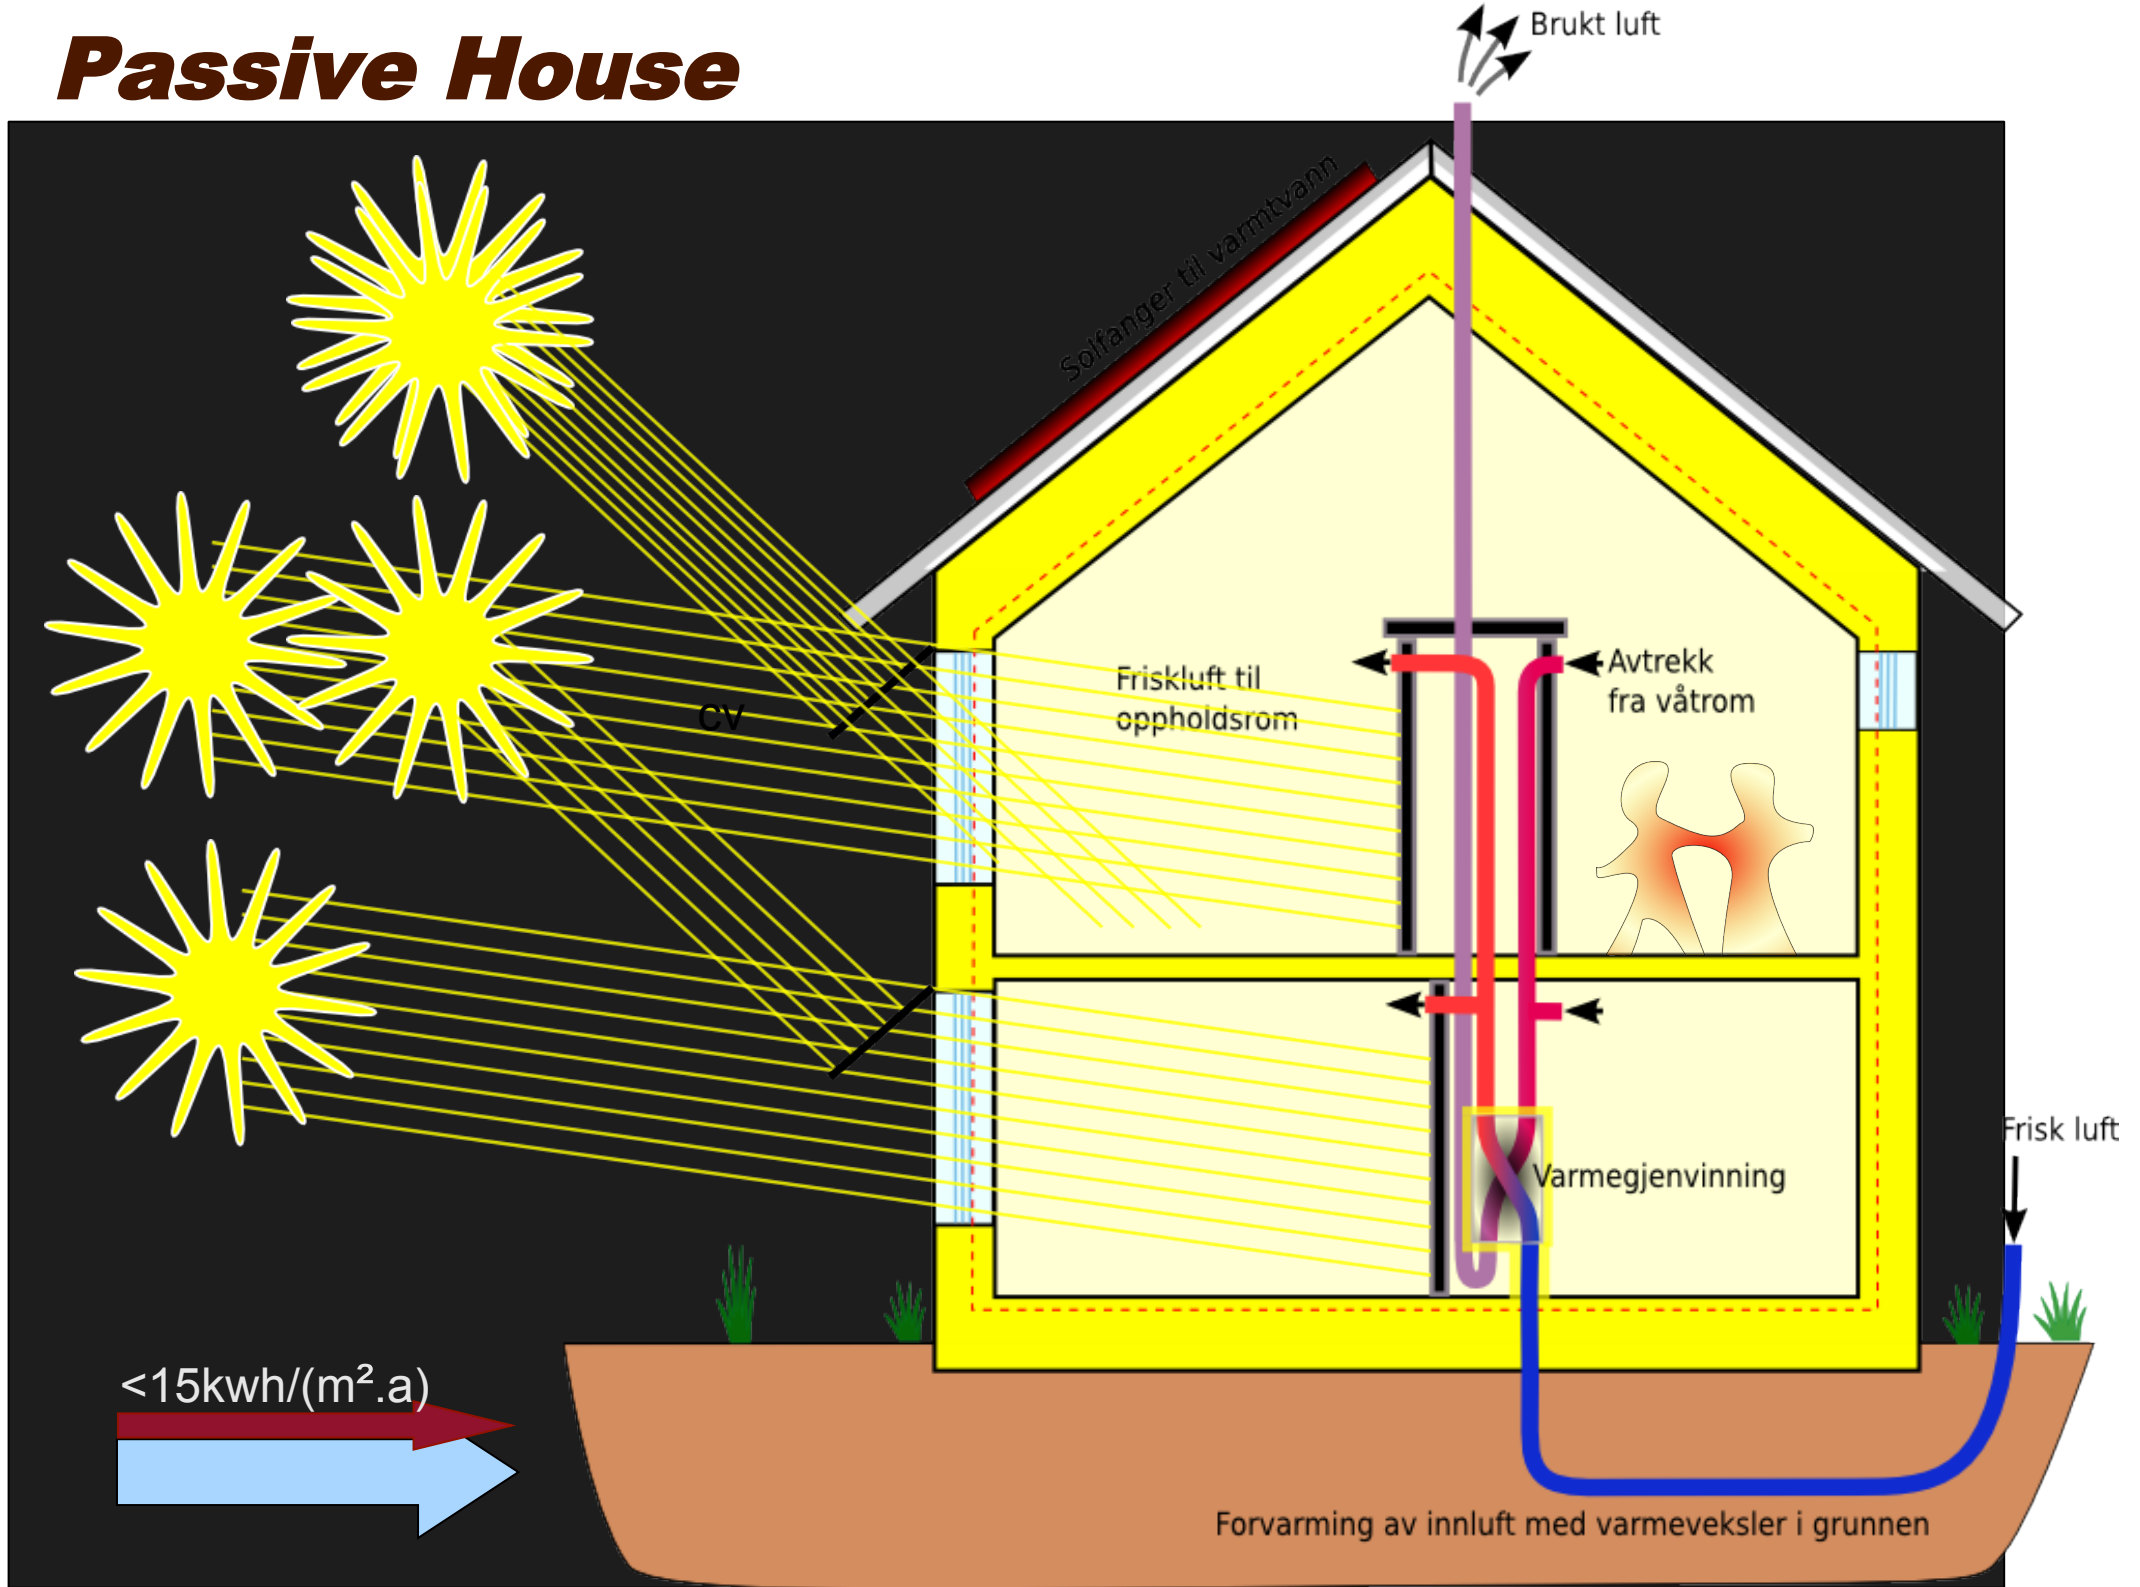 Passive House
Brukt luft
Solfanger til varmtvann
Friskluft til
oppholdsrom
Avtrekk
fra våtrom
cv
Frisk luft
Varmegjenvinning
<15kwh/(m².a)
Forvarming av innluft med varmeveksler i grunnen